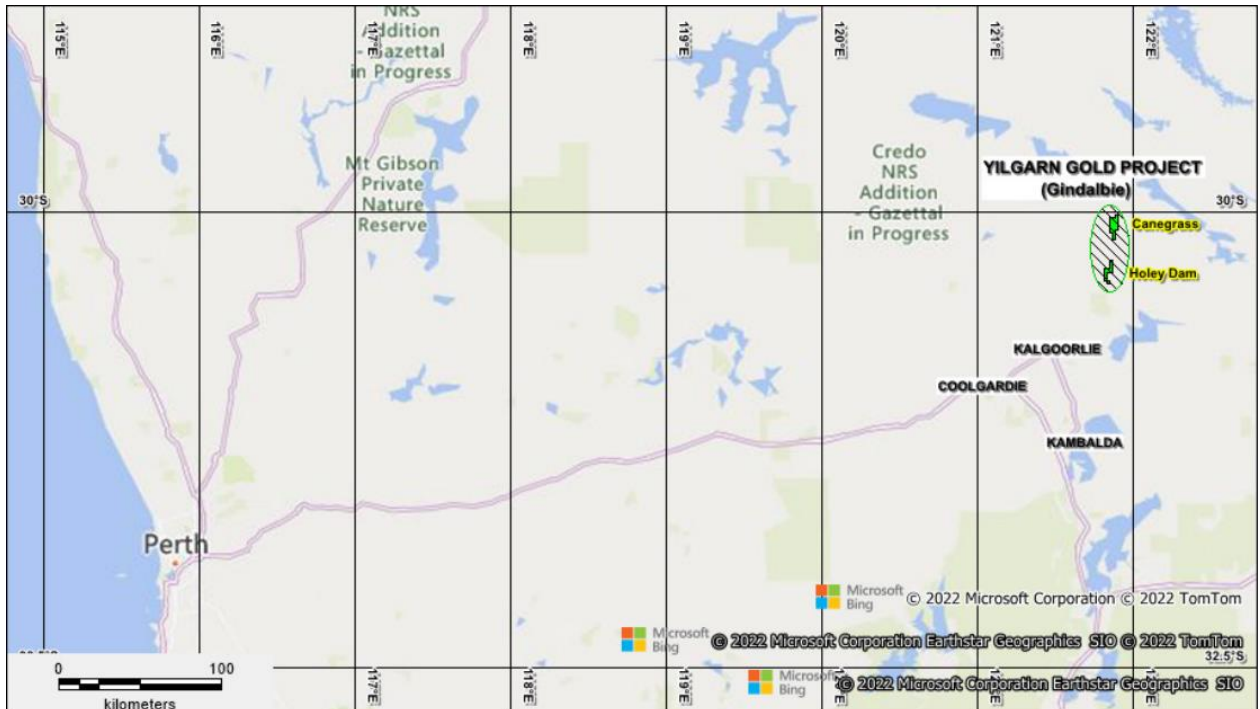 NRS
Addition
- Gazettal
in Progress
115°E
116°E
117°E
118°E
119°E
120°E
121°E
122°E
Mt Gibson
Private
Nature
Reserve
Credo
NRS
Addition
- Gazettal
in Progress
YILGARN GOLD PROJECT
(Gindalbie)
30°S
30°S
Canegrass
Holey Dam
KALGOORLIE
COOLGARDIE
KAMBALDA
Perth
Microsoft
Bing
© 2022 Microsoft Corporation © TomTom
Microsoft
Bing
© 2022 Microsoft Corporation Earthstar Geographics SIO © 2022 TomTom
32.5°S
Bing
© 2022 Microsoft Corporation Earthstar Geographics SIO
0 100
kilometers
117°E
118°E
119°E